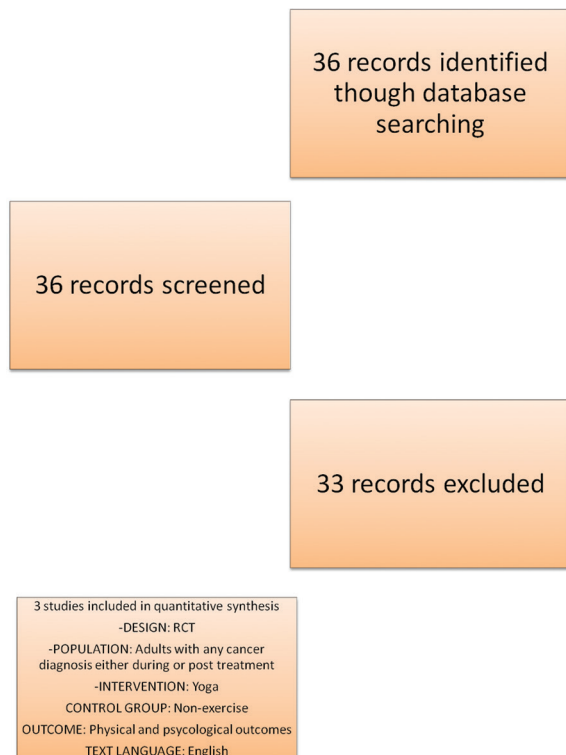 36 records identified
though database
searching
36 records screened
33 records excluded
3 studies included in quantitative synthesis
-DESIGN: RCT
-POPULATION: Adults with any cancer
diagnosis either during or post treatment
-INTERVENTION: Yoga
CONTROL GROUP: Non-exercise
OUTCOME: Physical and psycological outcomes
TEXT LANGUAGE: English